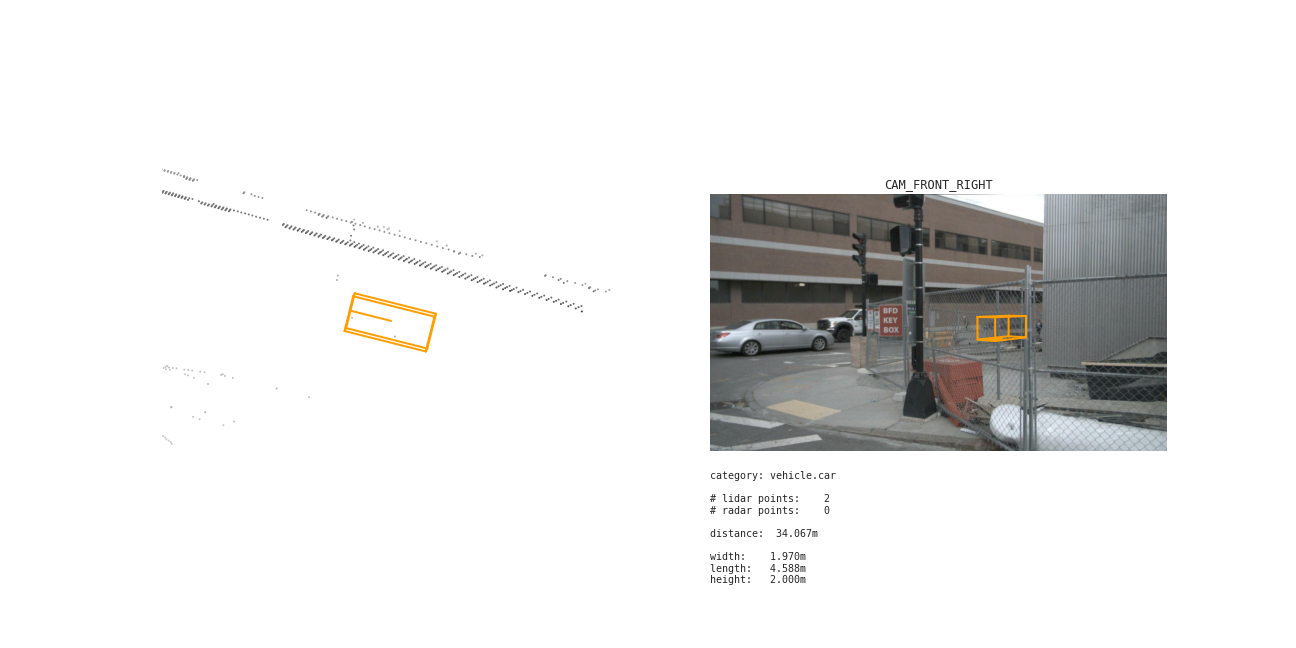 CAM_FRONT_RIGHT
BFD
KEY
BOX
category: vehicle.car
# lidar points:    2
# radar points:    0
distance:  34.067m
width:    1.970m
length:   4.588m
height:   2.000m